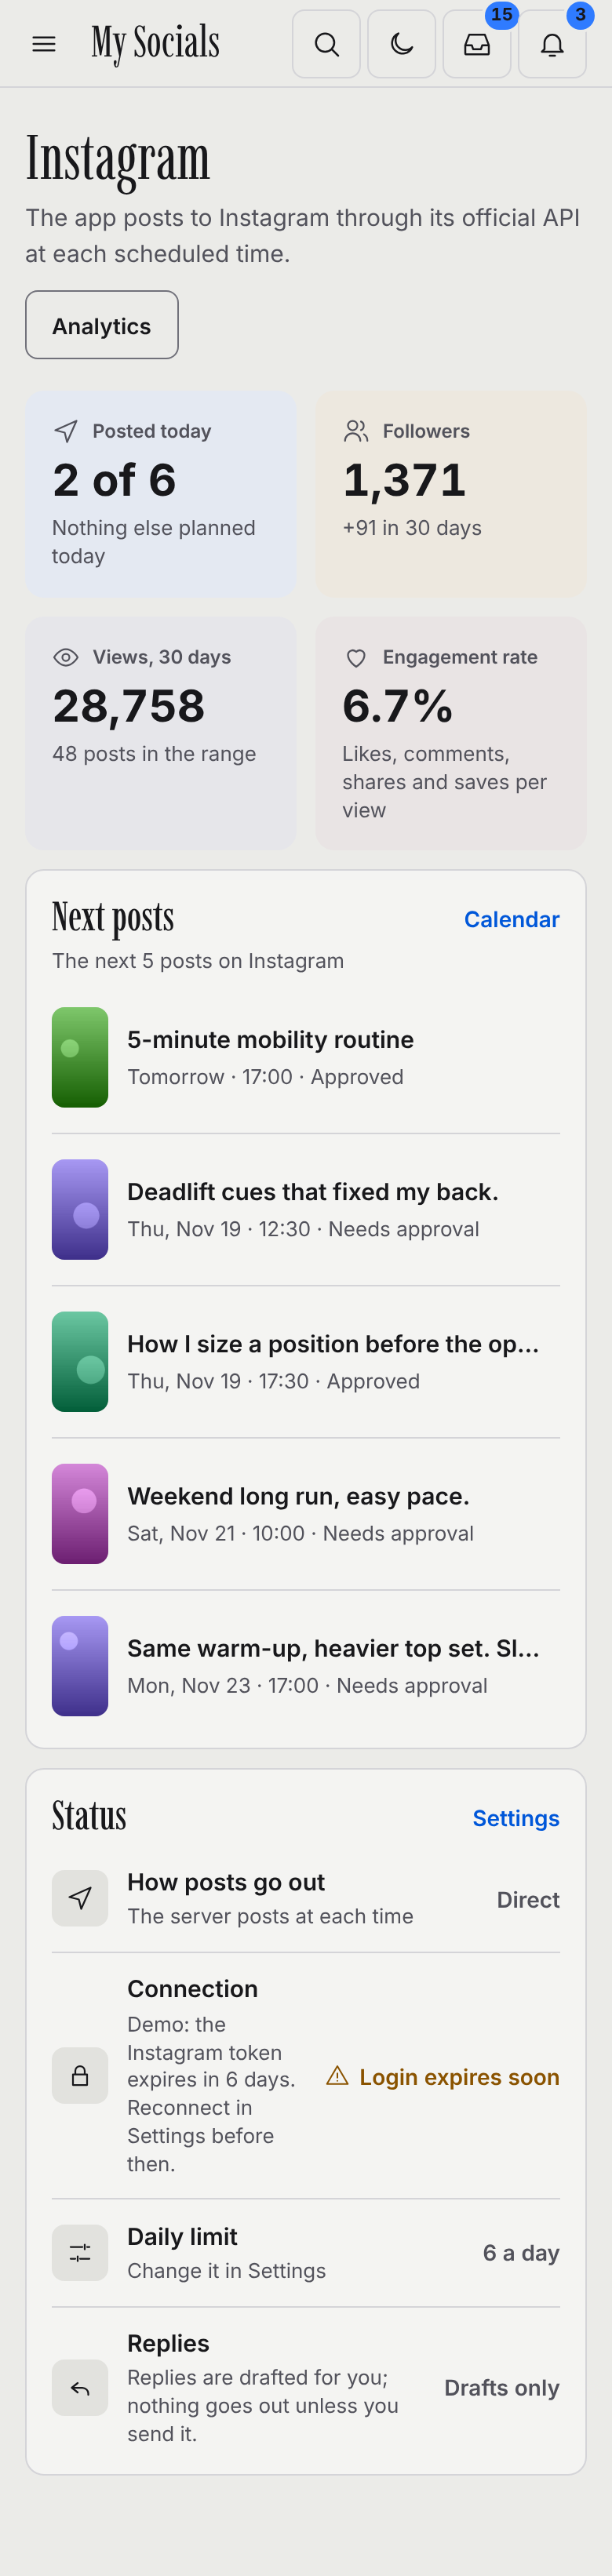 My Socials
15
3
Instagram
The app posts to Instagram through its official API
at each scheduled time.
Analytics
Posted today
2 of 6
Nothing else planned
today
Followers
1,371
+91 in 30 days
Views, 30 days
28,758
48 posts in the range
Engagement rate
6.7%
Likes, comments,
shares and saves per
view
Next posts
Calendar
The next 5 posts on Instagram
5-minute mobility routine
Tomorrow · 17:00 · Approved
Deadlift cues that fixed my back.
Thu, Nov 19 · 12:30 · Needs approval
How I size a position before the op...
Thu, Nov 19 · 17:30 · Approved
Weekend long run, easy pace.
Sat, Nov 21 · 10:00 · Needs approval
Same warm-up, heavier top set. Sl...
Mon, Nov 23 · 17:00 · Needs approval
Status
Settings
How posts go out
The server posts at each time
Direct
Connection
Demo: the
Instagram token
expires in 6 days.
Reconnect in
Settings before
then.
Login expires soon
Daily limit
Change it in Settings
6 a day
Replies
Replies are drafted for you;
nothing goes out unless you
send it.
Drafts only